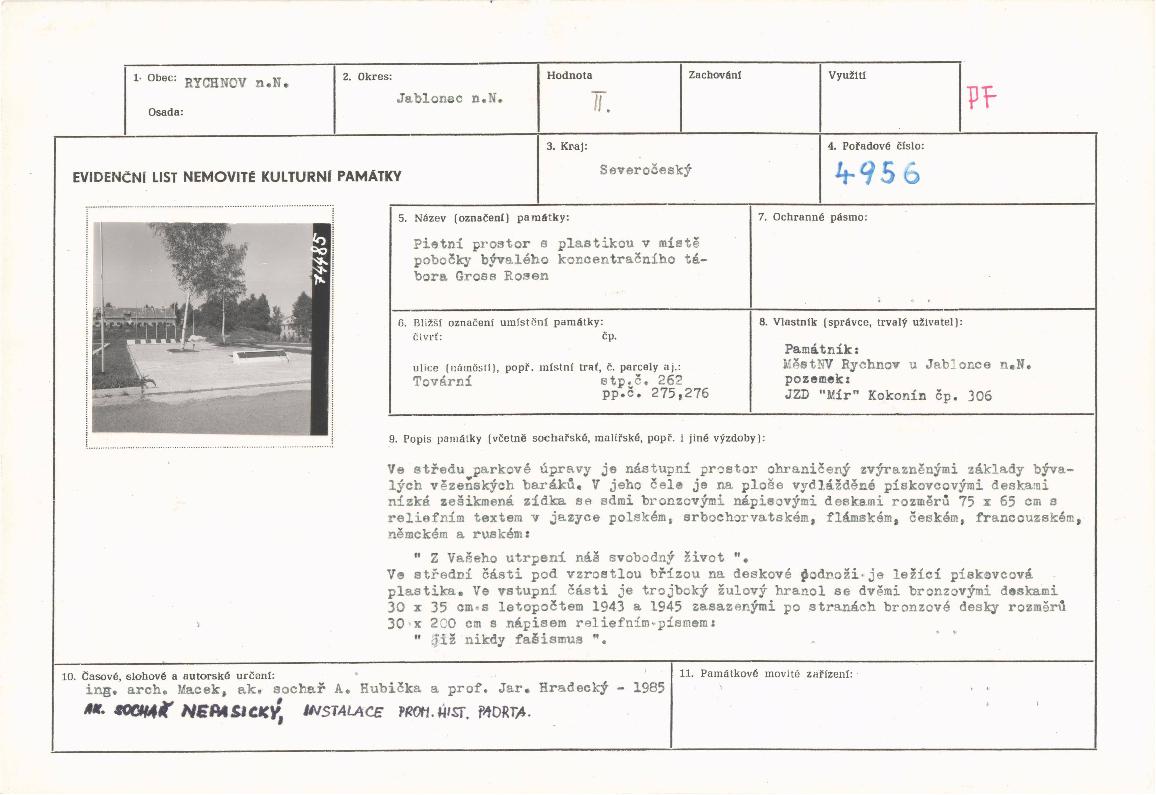 1. Obec: RYCHNOV n.N.
Osada:
2. Okres:
Jablonec n.N.
Hodnota
II.
Zachování
Využití
PF
EVIDENČNÍ LIST NEMOVITÉ KULTURNÍ PAMÁTKY
3. Kraj:
Severočeský
4. Pořadové číslo:
4956
74485
5. Název (označení) památky:
Pietní prostor s plastikou v místě
pobočky bývalého koncentračního tá-
bora Gross Rosen
7. Ochranné pásmo:
6. Bližší označení umístění památky:
čtvrť: čp.
ulice (náměstí), popř. místní trať, č. parcely aj.:
Tovární stp.č. 262
pp.č. 275,276
8. Vlastník (správce, trvalý uživatel):
Památník:
MěstNV Rychnov u Jablonce n.N.
pozemek:
JZD "Mír" Kokonín čp. 306
9. Popis památky (včetně sochařské, malířské, popř. i jiné výzdoby):
Ve středu parkové úpravy je nástupní prostor ohraničený zvýrazněnými základy býva-
lých vězeňských baráků. V jeho čele je na ploše vydlážděné pískovcovými deskami
nízká zešikmená zídka se sdmi bronzovými nápisovými deskami rozměrů 75 x 65 cm s
reliefním textem v jazyce polském, srbochorvatském, flámském, českém, francouzském,
němckém a ruském:
" Z Vašeho utrpení náš svobodný život ".
Ve střední části pod vzrostlou břízou na deskové podnoži je ležící pískovcová
plastika. Ve vstupní části je trojboký žulový hranol se dvěmi bronzovými deskami
30 x 35 cm s letopočtem 1943 a 1945 zasazenými po stranách bronzové desky rozměrů
30 x 200 cm s nápisem reliefním písmem:
" Již nikdy fašismus ".
10. Časové, slohové a autorské určení:
ing. arch. Macek, ak. sochař A. Hubička a prof. Jar. Hradecký - 1985
AK. SOCHAŘ NEPASICKÝ, INSTALACE PROM. HIST. PADRTA.
11. Památkové movité zařízení: